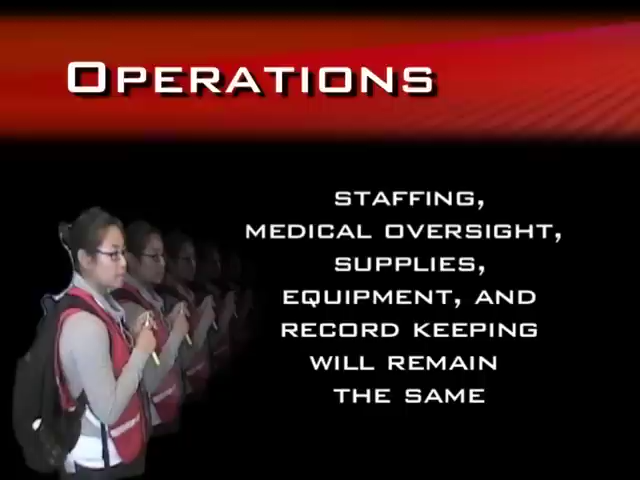 OPERATIONS
STAFFING,
MEDICAL OVERSIGHT,
SUPPLIES,
EQUIPMENT, AND
RECORD KEEPING
WILL REMAIN
THE SAME